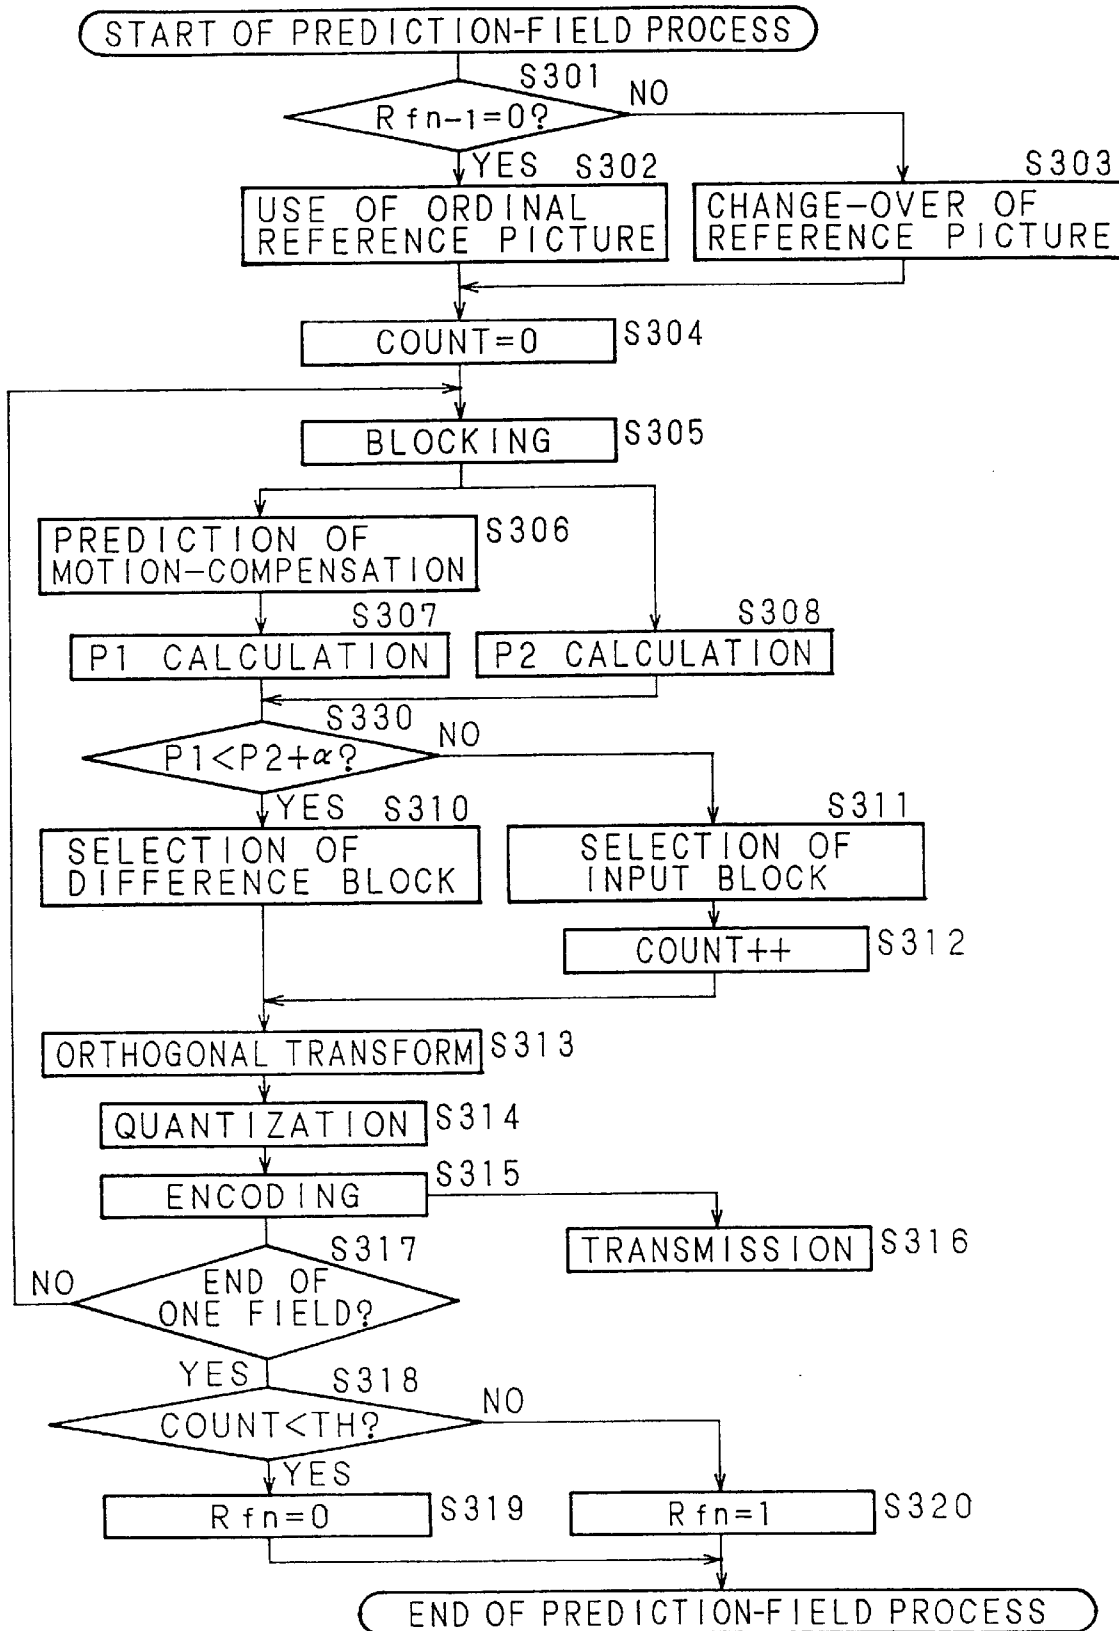 START OF PREDICTION-FIELD PROCESS
S301
Rfn-1=0?
NO
YES
S302
S303
USE OF ORDINAL
REFERENCE PICTURE
CHANGE-OVER OF
REFERENCE PICTURE
COUNT=0
S304
BLOCKING
S305
PREDICTION OF
MOTION-COMPENSATION
S306
S307
S308
P1 CALCULATION
P2 CALCULATION
S330
P1<P2+α?
NO
YES
S310
S311
SELECTION OF
DIFFERENCE BLOCK
SELECTION OF
INPUT BLOCK
COUNT++
S312
ORTHOGONAL TRANSFORM
S313
QUANTIZATION
S314
ENCODING
S315
TRANSMISSION
S316
S317
NO
END OF
ONE FIELD?
YES
S318
COUNT<TH?
NO
YES
Rfn=0
S319
Rfn=1
S320
END OF PREDICTION-FIELD PROCESS